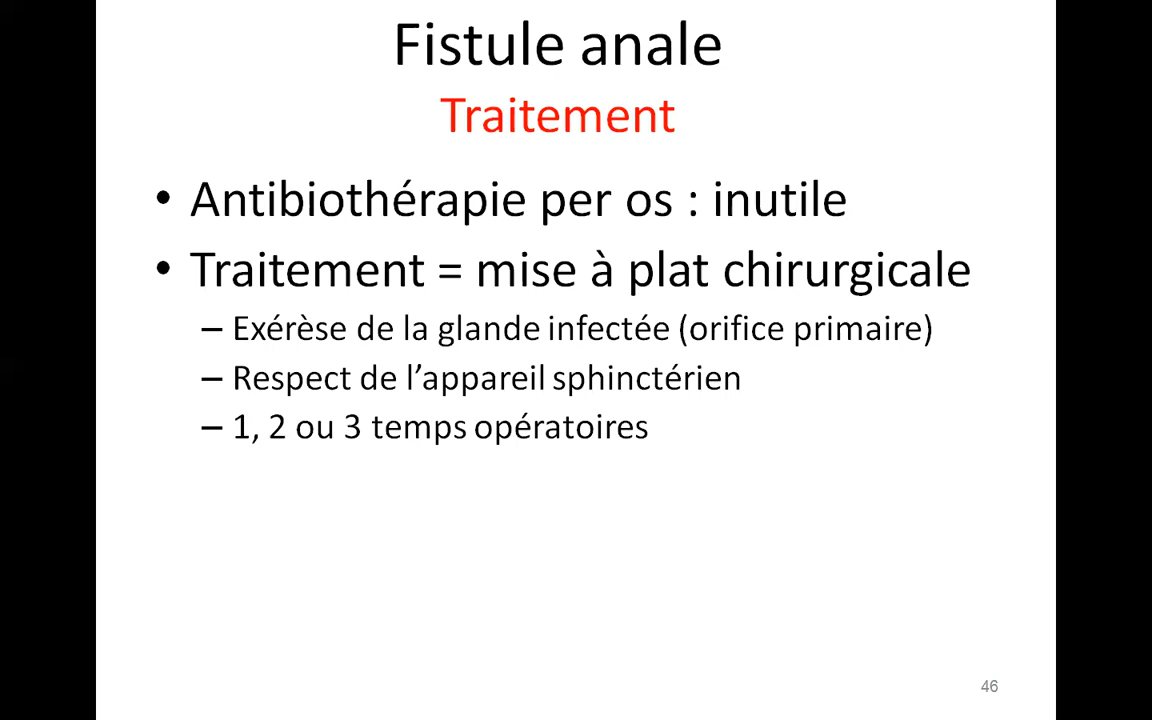 Fistule anale
Traitement
• Antibiothérapie per os : inutile
• Traitement = mise à plat chirurgicale
– Exérèse de la glande infectée (orifice primaire)
– Respect de l’appareil sphinctérien
– 1, 2 ou 3 temps opératoires
46